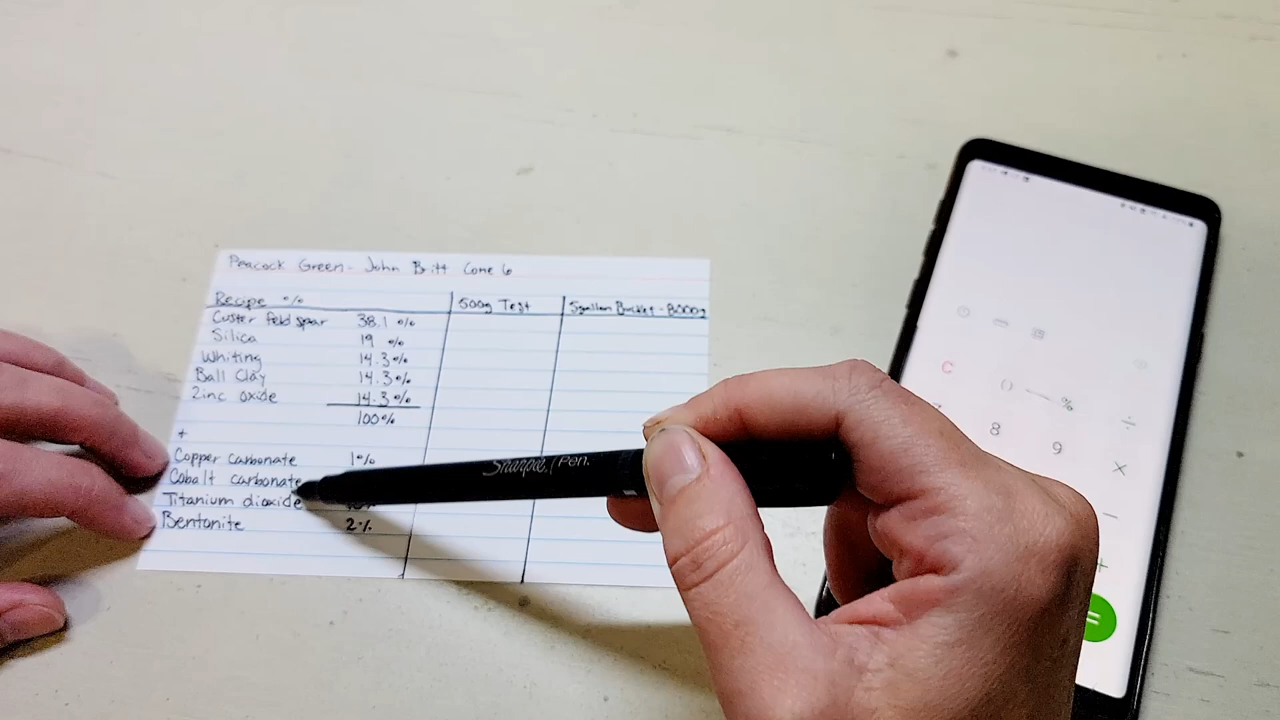 Peacock Green - John Britt Cone 6
Recipe % 500g Test 5gallon Bucket - 8000g
Custer feldspar 38.1 %
Silica 19 %
Whiting 14.3%
Ball Clay 14.3%
Zinc oxide 14.3%
100%
+
Copper carbonate 1%
Cobalt carbonate
Titanium dioxide
Bentonite 2%
Sharpie Pen.
C () % ÷
8 9 ×
−
+
=